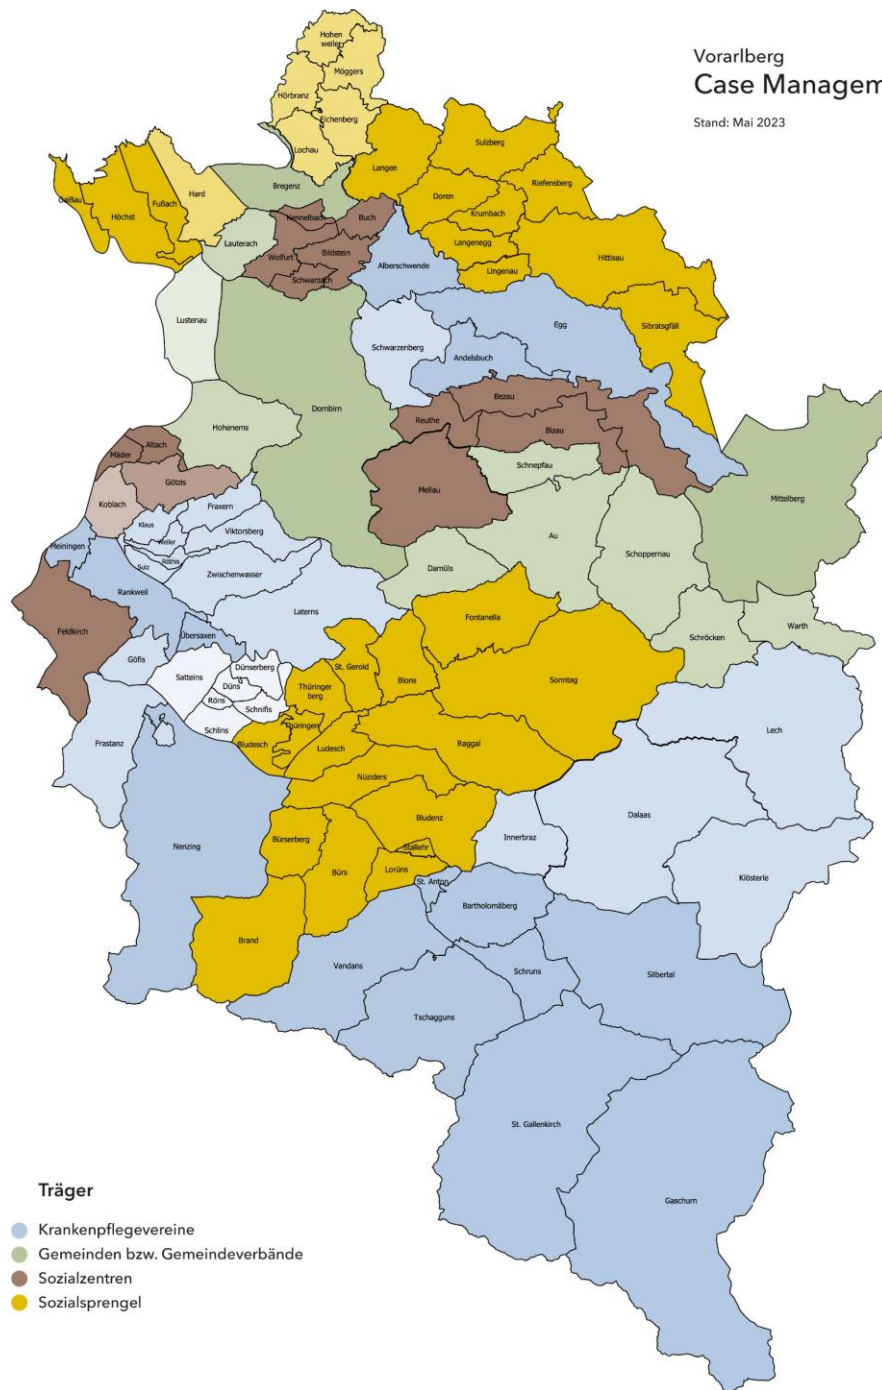 Vorarlberg
Case Managem
Stand: Mai 2023
Hohen
weiler
Möggers
Hörbranz
Eichenberg
Lochau
Langen
Sulzberg
Riefensberg
Doren
Krumbach
Langenegg
Lingenau
Hittisau
Sibratsgfäll
Gaißau
Höchst
Fußach
Hard
Bregenz
Lauterach
Kennelbach
Buch
Wolfurt
Bildstein
Schwarzach
Alberschwende
Lustenau
Schwarzenberg
Egg
Andelsbuch
Dornbirn
Hohenems
Bezau
Reuthe
Bizau
Mellau
Schnepfau
Altach
Mäder
Götzis
Koblach
Fraxern
Klaus
Weiler
Viktorsberg
Röthis
Sulz
Zwischenwasser
Meiningen
Rankweil
Laterns
Damüls
Au
Schoppernau
Mittelberg
Feldkirch
Übersaxen
Göfis
Satteins
Dünserberg
Düns
Röns
Schnifis
Schlins
Fontanella
Schröcken
Warth
St. Gerold
Blons
Sonntag
Thüringer
berg
Thüringen
Bludesch
Ludesch
Raggal
Lech
Frastanz
Nüziders
Bludenz
Dalaas
Nenzing
Bürserberg
Stallehr
Innerbraz
Klösterle
Bürs
Lorüns
St. Anton
Bartholomäberg
Brand
Vandans
Schruns
Silbertal
Tschagguns
St. Gallenkirch
Gaschurn
Träger
Krankenpflegevereine
Gemeinden bzw. Gemeindeverbände
Sozialzentren
Sozialsprengel